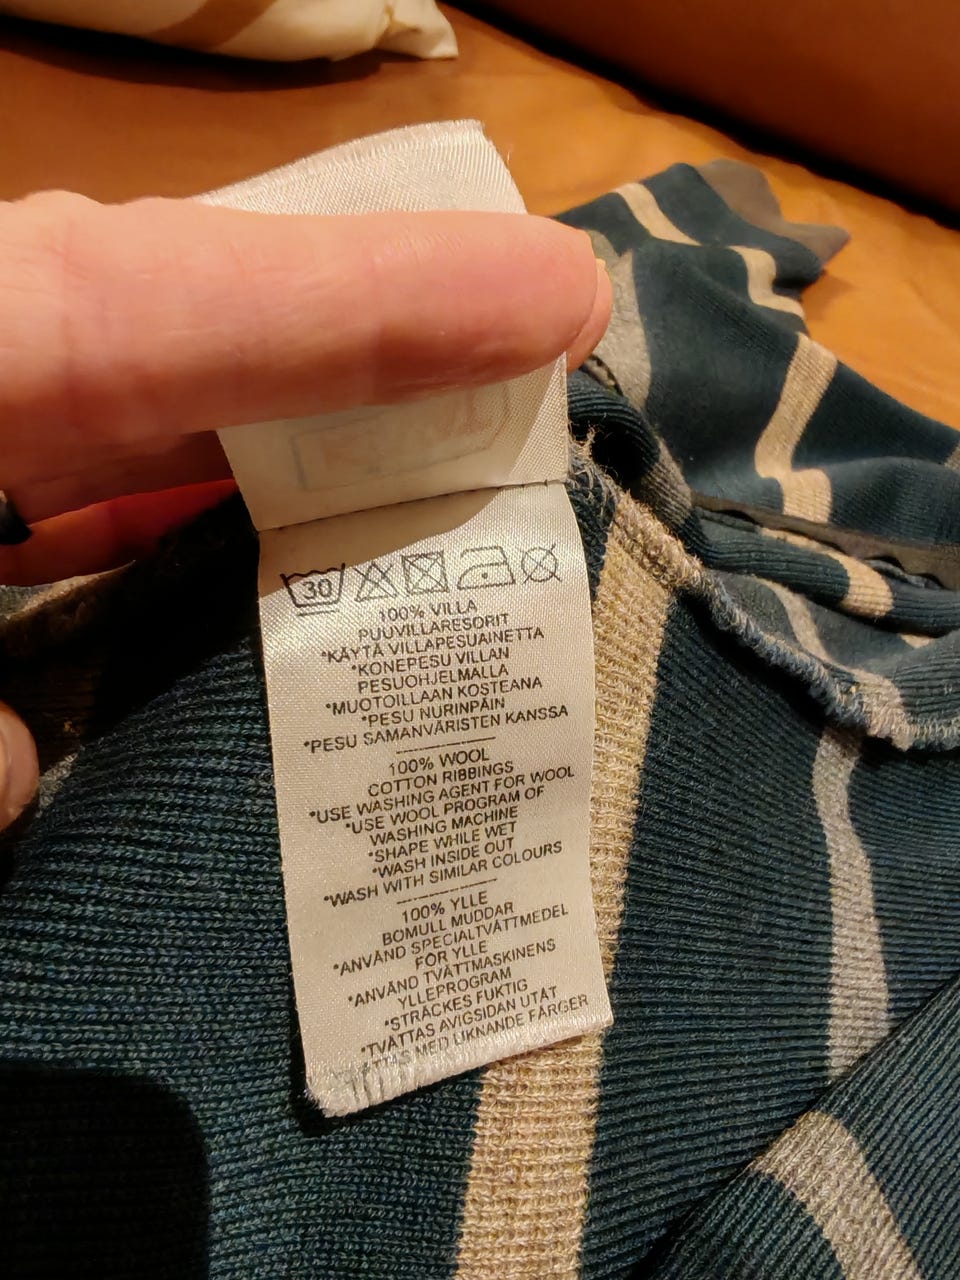 30
100% VILLA
PUUVILLARESORIT
*KÄYTÄ VILLAPESUAINETTA
*KONEPESU VILLAN
PESUOHJELMALLA
*MUOTOILLAAN KOSTEANA
*PESU NURINPÄIN
*PESU SAMANVÄRISTEN KANSSA
100% WOOL
COTTON RIBBINGS
*USE WASHING AGENT FOR WOOL
*USE WOOL PROGRAM OF
WASHING MACHINE
*SHAPE WHILE WET
*WASH INSIDE OUT
*WASH WITH SIMILAR COLOURS
100% YLLE
BOMULL MUDDAR
*ANVÄND SPECIALTVÄTTMEDEL
FÖR YLLE
*ANVÄND TVÄTTMASKINENS
YLLEPROGRAM
*STRÄCKES FUKTIG
*TVÄTTAS AVIGSIDAN UTÅT
MED LIKNANDE FÄRGER